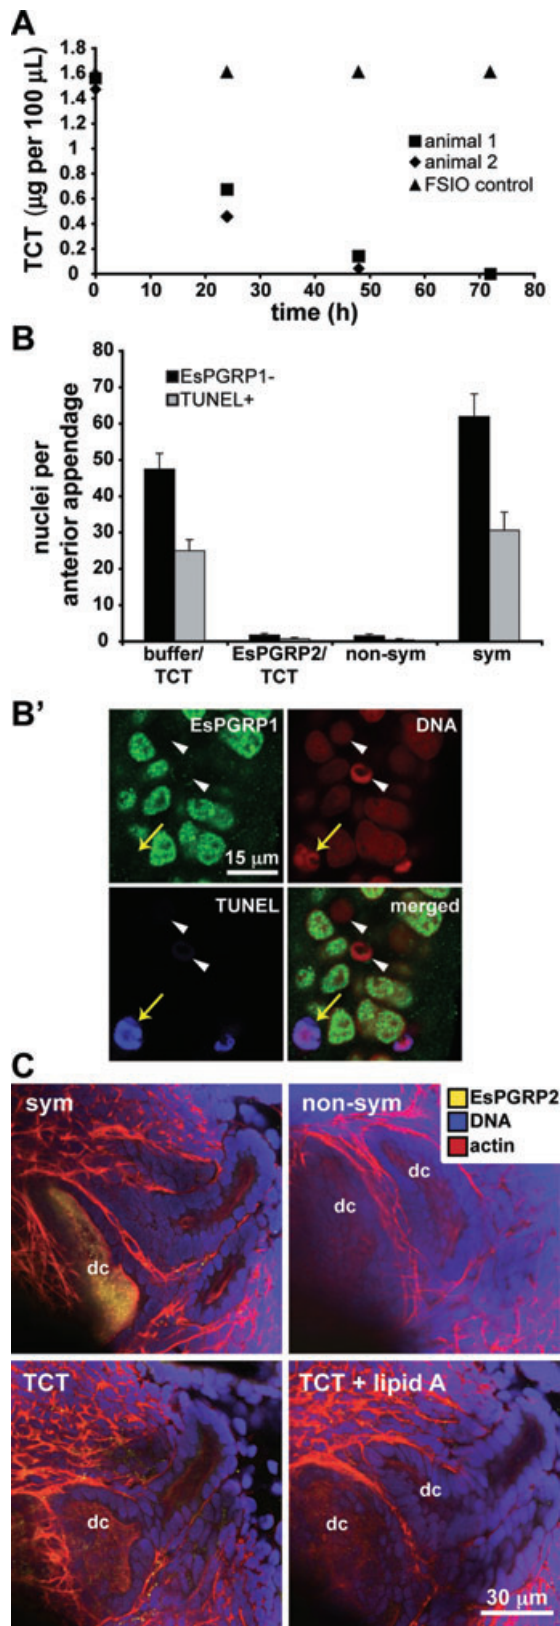 A
TCT (µg per 100 µL)
1.8
1.6
1.4
1.2
1
0.8
0.6
0.4
0.2
0
0 10 20 30 40 50 60 70 80
time (h)
animal 1
animal 2
FSIO control
B
nuclei per
anterior appendage
80
70
60
50
40
30
20
10
0
EsPGRP1-
TUNEL+
buffer/
TCT
EsPGRP2/
TCT
non-sym
sym
B’
EsPGRP1
15 µm
DNA
TUNEL
merged
C
sym
dc
non-sym
EsPGRP2
DNA
actin
dc
dc
TCT
dc
TCT + lipid A
dc
dc
30 µm